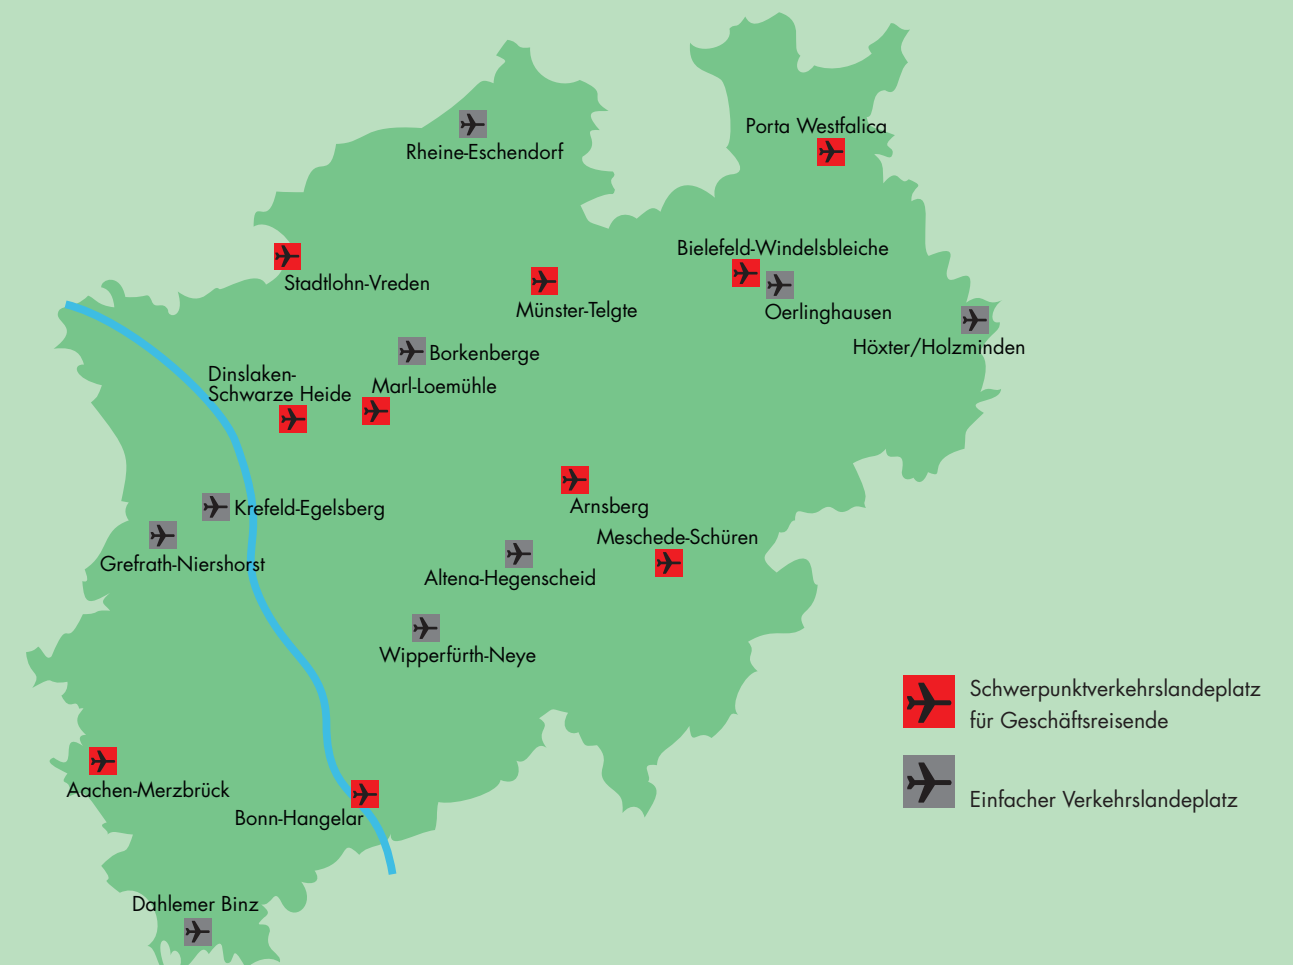 Porta Westfalica
Rheine-Eschendorf
Bielefeld-Windelsbleiche
Stadtlohn-Vreden
Münster-Telgte
Oerlinghausen
Höxter/Holzminden
Borkenberge
Dinslaken-
Schwarze Heide
Marl-Loemühle
Krefeld-Egelsberg
Arnsberg
Meschede-Schüren
Grefrath-Niershorst
Altena-Hegenscheid
Wipperfürth-Neye
Schwerpunktverkehrslandeplatz
für Geschäftsreisende
Aachen-Merzbrück
Einfacher Verkehrslandeplatz
Bonn-Hangelar
Dahlemer Binz